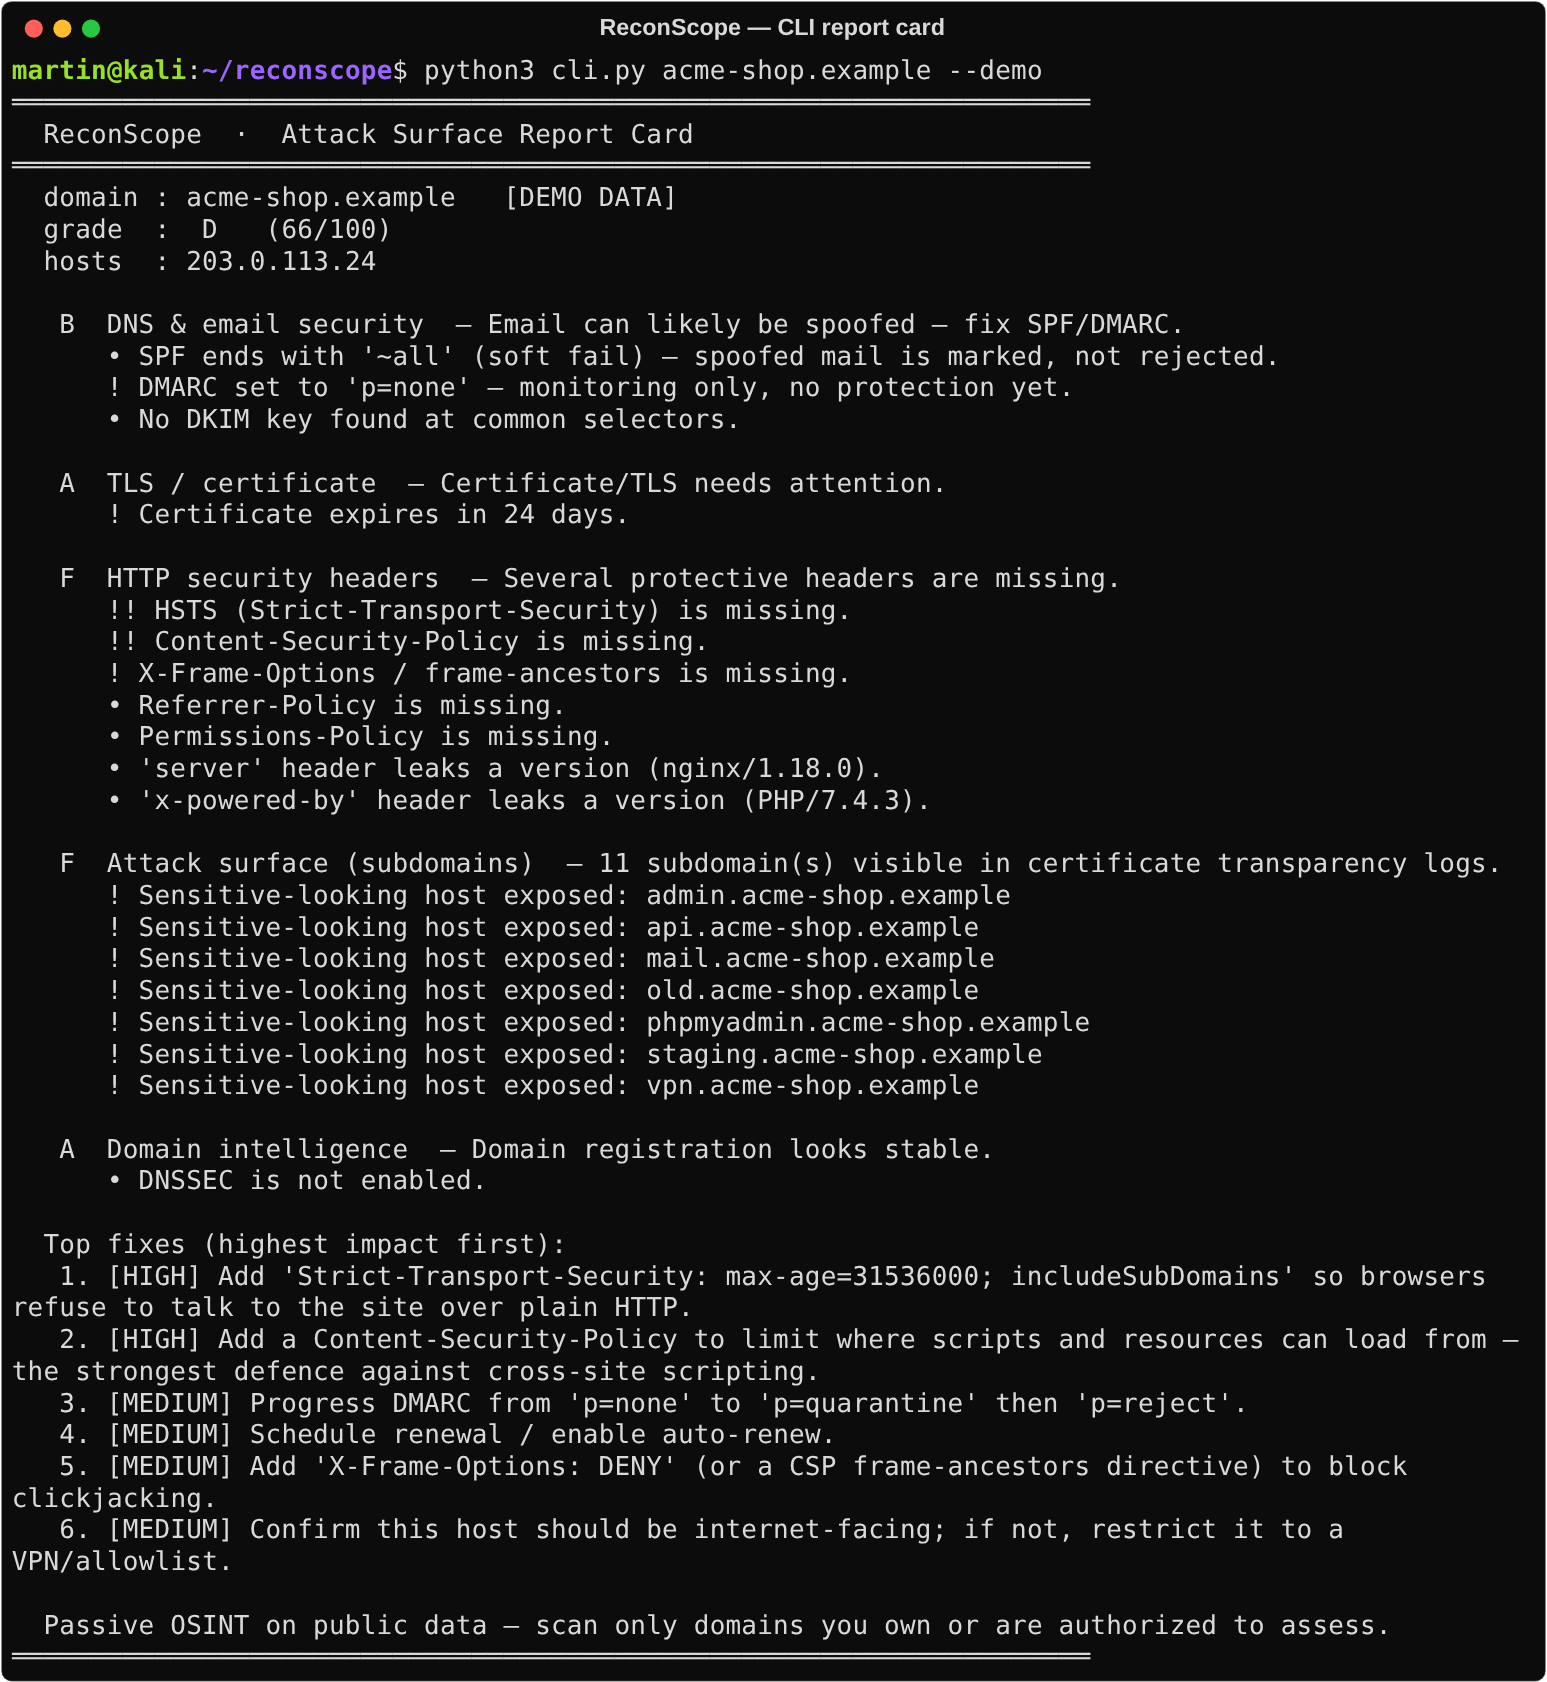 ReconScope — CLI report card
martin@kali:~/reconscope$ python3 cli.py acme-shop.example --demo
ReconScope · Attack Surface Report Card
domain : acme-shop.example [DEMO DATA]
grade : D (66/100)
hosts : 203.0.113.24
B DNS & email security — Email can likely be spoofed — fix SPF/DMARC.
• SPF ends with '~all' (soft fail) — spoofed mail is marked, not rejected.
! DMARC set to 'p=none' — monitoring only, no protection yet.
• No DKIM key found at common selectors.
A TLS / certificate — Certificate/TLS needs attention.
! Certificate expires in 24 days.
F HTTP security headers — Several protective headers are missing.
!! HSTS (Strict-Transport-Security) is missing.
!! Content-Security-Policy is missing.
! X-Frame-Options / frame-ancestors is missing.
• Referrer-Policy is missing.
• Permissions-Policy is missing.
• 'server' header leaks a version (nginx/1.18.0).
• 'x-powered-by' header leaks a version (PHP/7.4.3).
F Attack surface (subdomains) — 11 subdomain(s) visible in certificate transparency logs.
! Sensitive-looking host exposed: admin.acme-shop.example
! Sensitive-looking host exposed: api.acme-shop.example
! Sensitive-looking host exposed: mail.acme-shop.example
! Sensitive-looking host exposed: old.acme-shop.example
! Sensitive-looking host exposed: phpmyadmin.acme-shop.example
! Sensitive-looking host exposed: staging.acme-shop.example
! Sensitive-looking host exposed: vpn.acme-shop.example
A Domain intelligence — Domain registration looks stable.
• DNSSEC is not enabled.
Top fixes (highest impact first):
1. [HIGH] Add 'Strict-Transport-Security: max-age=31536000; includeSubDomains' so browsers
refuse to talk to the site over plain HTTP.
2. [HIGH] Add a Content-Security-Policy to limit where scripts and resources can load from —
the strongest defence against cross-site scripting.
3. [MEDIUM] Progress DMARC from 'p=none' to 'p=quarantine' then 'p=reject'.
4. [MEDIUM] Schedule renewal / enable auto-renew.
5. [MEDIUM] Add 'X-Frame-Options: DENY' (or a CSP frame-ancestors directive) to block
clickjacking.
6. [MEDIUM] Confirm this host should be internet-facing; if not, restrict it to a
VPN/allowlist.
Passive OSINT on public data — scan only domains you own or are authorized to assess.